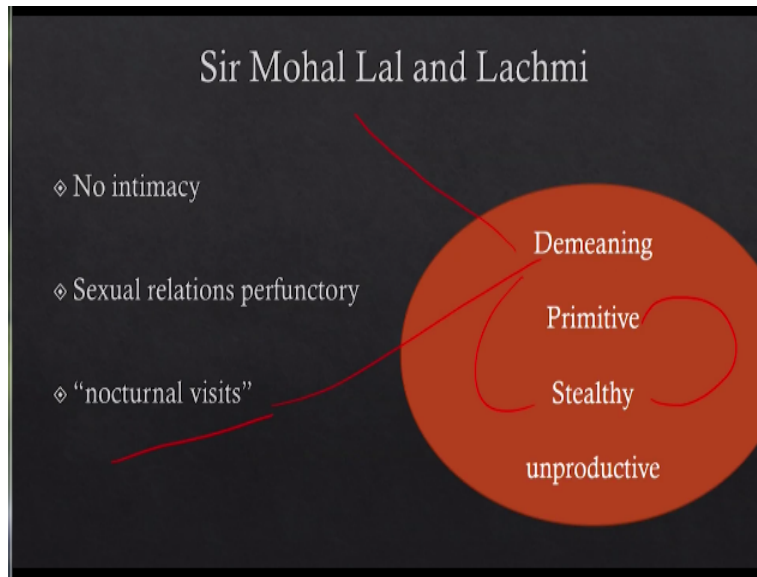 Sir Mohal Lal and Lachmi
No intimacy
Sexual relations perfunctory
“nocturnal visits”
Demeaning
Primitive
Stealthy
unproductive